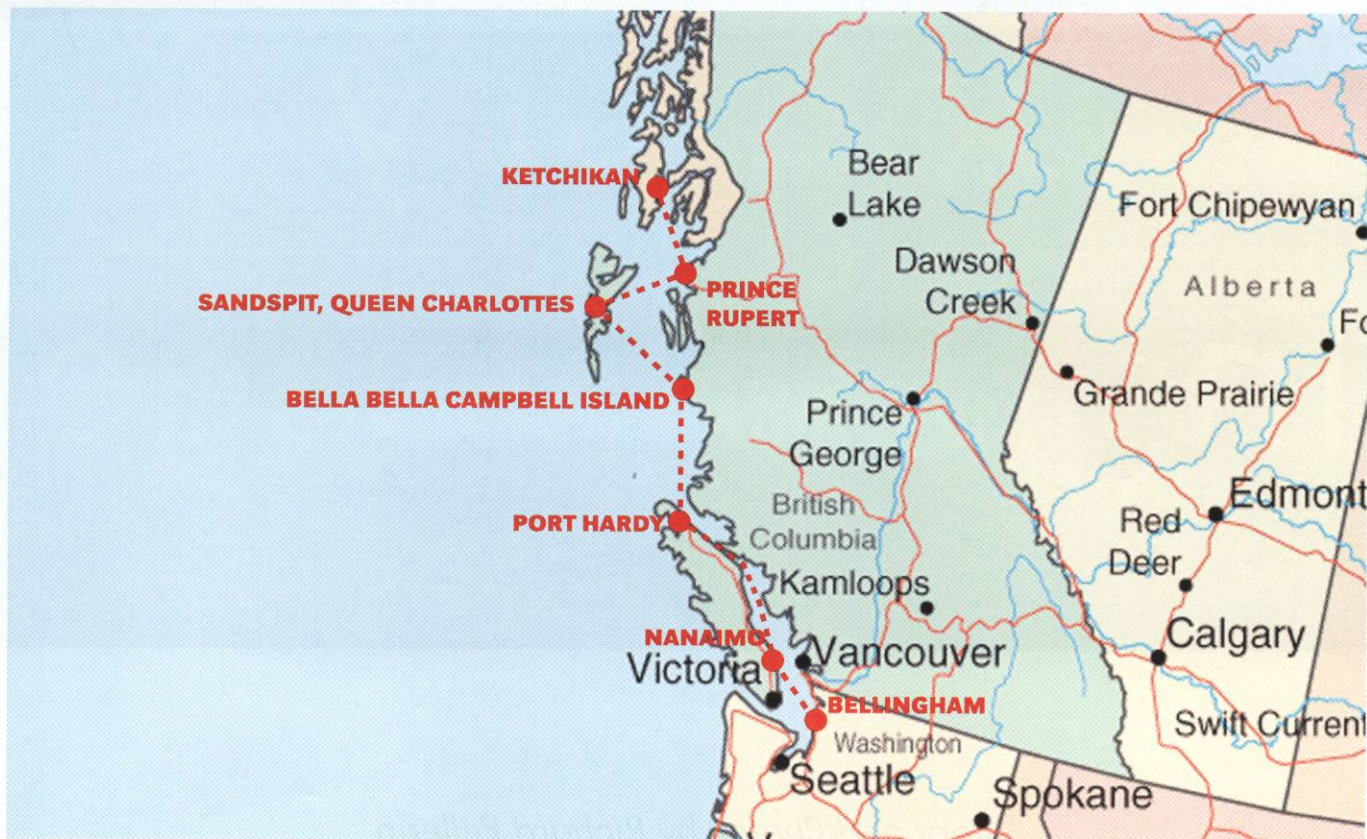 KETCHIKAN
Bear
Lake
Fort Chipewyan
Dawson
Creek
Alberta
SANDSPIT, QUEEN CHARLOTTES
PRINCE
RUPERT
Fo
BELLA BELLA CAMPBELL ISLAND
Grande Prairie
Prince
George
PORT HARDY
British
Columbia
Edmont
Red
Deer
Kamloops
NANAIMO
Victoria
Vancouver
Calgary
BELLINGHAM
Swift Current
Washington
Seattle
Spokane